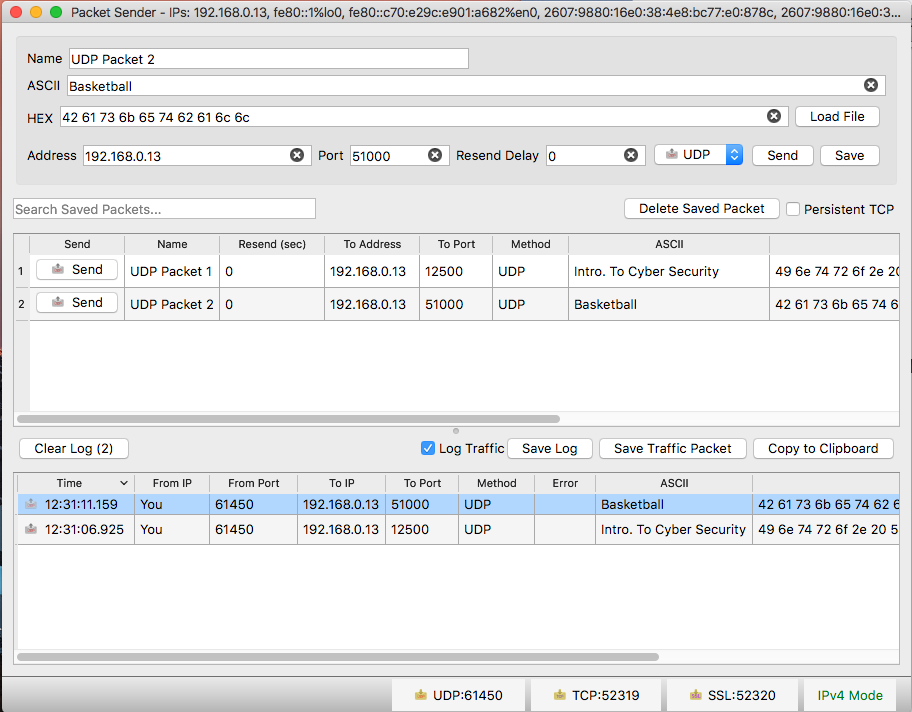 Packet Sender - IPs: 192.168.0.13, fe80::1%lo0, fe80::c70:e29c:e901:a682%en0, 2607:9880:16e0:38:4e8:bc77:e0:878c, 2607:9880:16e0:3...
Name UDP Packet 2
ASCII Basketball
HEX 42 61 73 6b 65 74 62 61 6c 6c Load File
Address 192.168.0.13 Port 51000 Resend Delay 0 UDP Send Save
Search Saved Packets... Delete Saved Packet Persistent TCP
Send Name Resend (sec) To Address To Port Method ASCII
1 Send UDP Packet 1 0 192.168.0.13 12500 UDP Intro. To Cyber Security 49 6e 74 72 6f 2e 20
2 Send UDP Packet 2 0 192.168.0.13 51000 UDP Basketball 42 61 73 6b 65 74 6
Clear Log (2) Log Traffic Save Log Save Traffic Packet Copy to Clipboard
Time From IP From Port To IP To Port Method Error ASCII
12:31:11.159 You 61450 192.168.0.13 51000 UDP Basketball 42 61 73 6b 65 74 62 6
12:31:06.925 You 61450 192.168.0.13 12500 UDP Intro. To Cyber Security 49 6e 74 72 6f 2e 20 5
UDP:61450 TCP:52319 SSL:52320 IPv4 Mode